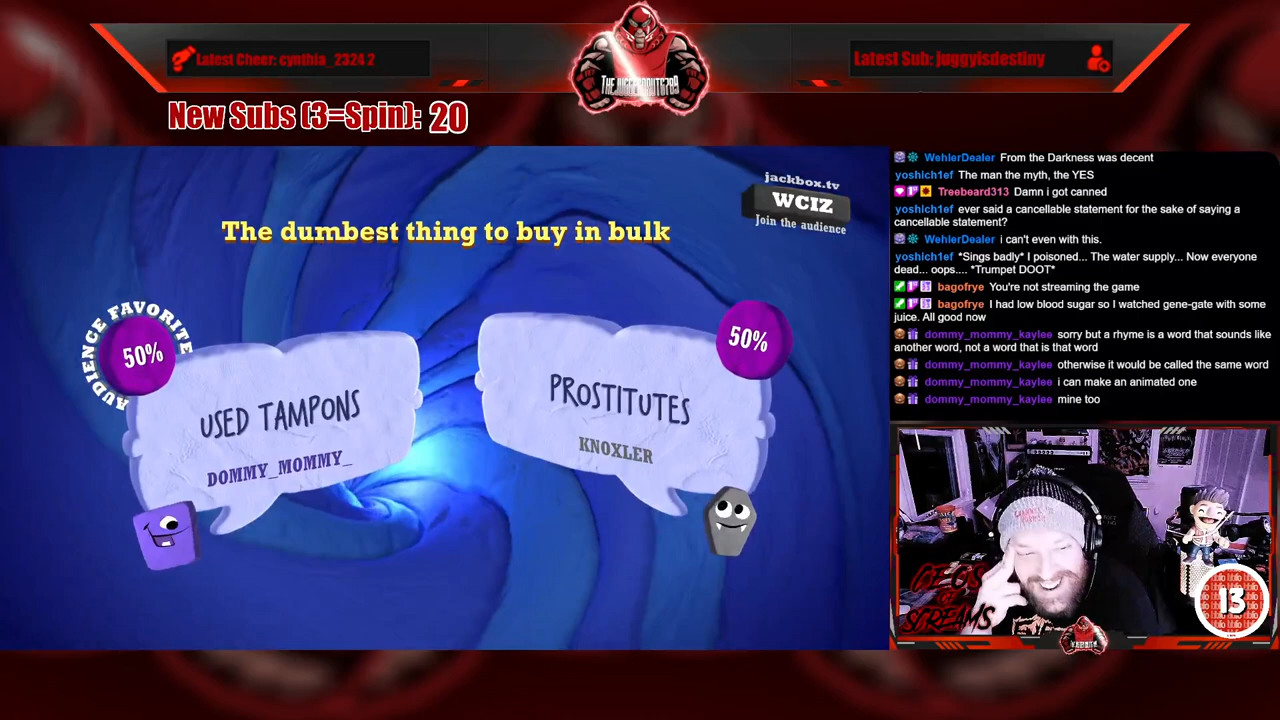 Latest Cheer: cynthia_2324 2
THEJUGGERNAUT6789
Latest Sub: juggyisdestiny
New Subs (3=Spin): 20
jackbox.tv
WCIZ
Join the audience
The dumbest thing to buy in bulk
AUDIENCE FAVORITE
50%
USED TAMPONS
DOMMY_MOMMY_
50%
PROSTITUTES
KNOXLER
WehlerDealer From the Darkness was decent
yoshich1ef The man the myth, the YES
Treebeard313 Damn i got canned
yoshich1ef ever said a cancellable statement for the sake of saying a
cancellable statement?
WehlerDealer i can't even with this.
yoshich1ef *Sings badly* I poisoned... The water supply... Now everyone
dead... oops.... *Trumpet DOOT*
bagofrye You're not streaming the game
bagofrye I had low blood sugar so I watched gene-gate with some
juice. All good now
dommy_mommy_kaylee sorry but a rhyme is a word that sounds like
another word, not a word that is that word
dommy_mommy_kaylee otherwise it would be called the same word
dommy_mommy_kaylee i can make an animated one
dommy_mommy_kaylee mine too
SCREAMS
13